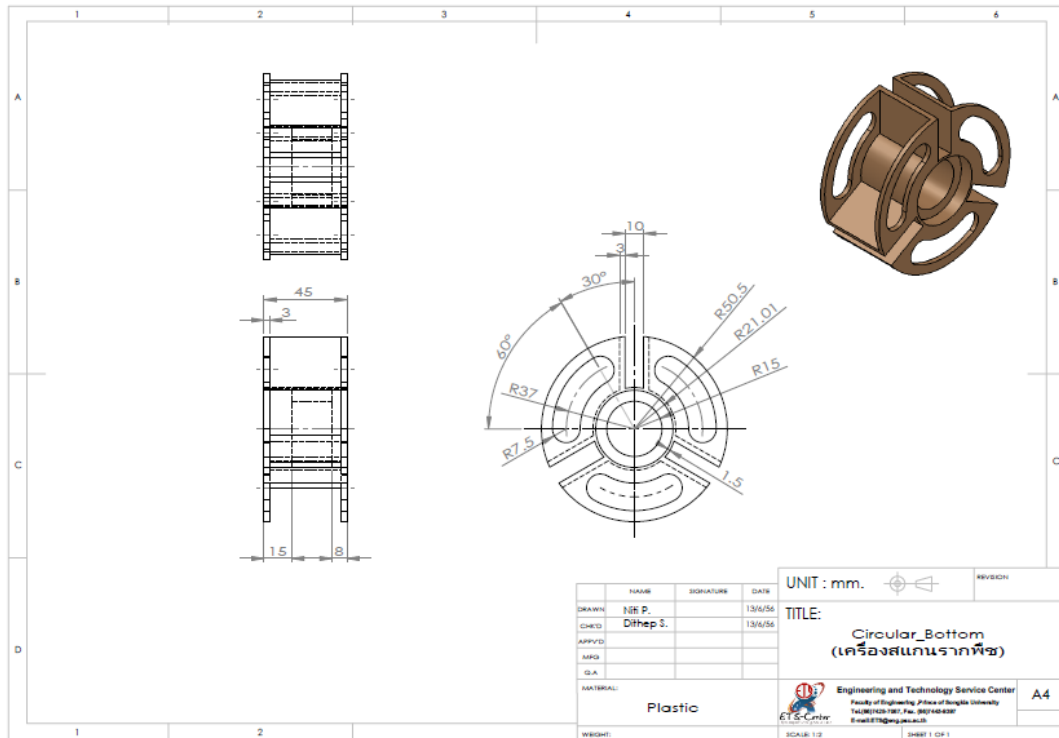 1 2 3 4 5 6
A A
B B
C C
D
45
3
15 8
10
3
30°
60°
R50.5
R21.01
R15
R37
R7.5
1.5
NAME SIGNATURE DATE
DRAWN Niti P. 13/6/56
CHK'D Dithep S. 13/6/56
APPV'D
MFG
Q.A
MATERIAL:
Plastic
WEIGHT:
UNIT : mm.
REVISION
TITLE:
Circular_Bottom
(เครื่องสแกนรากพืช)
ETS-Center
Engineering and Technology Service Center
Faculty of Engineering ,Prince of Songkla University
A4
SCALE: 1:2
SHEET 1 OF 1
1 2